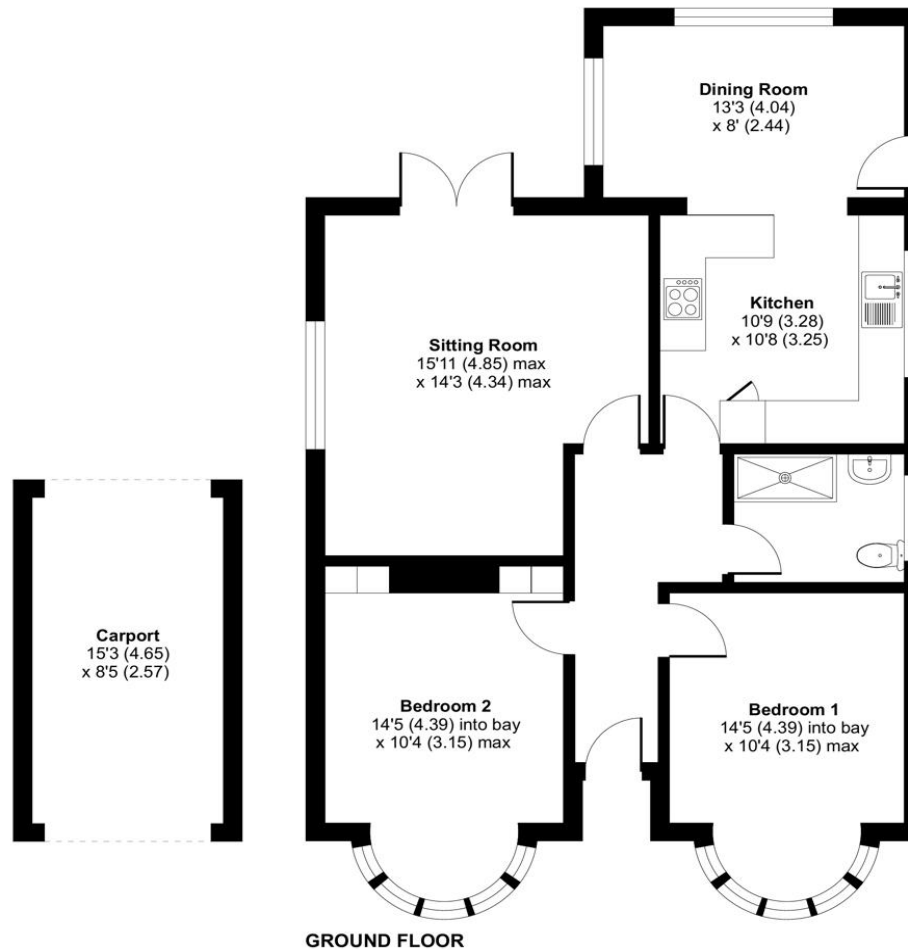 Dining Room
13'3 (4.04)
x 8' (2.44)
Kitchen
10'9 (3.28)
x 10'8 (3.25)
Sitting Room
15'11 (4.85) max
x 14'3 (4.34) max
Carport
15'3 (4.65)
x 8'5 (2.57)
Bedroom 2
14'5 (4.39) into bay
x 10'4 (3.15) max
Bedroom 1
14'5 (4.39) into bay
x 10'4 (3.15) max
GROUND FLOOR